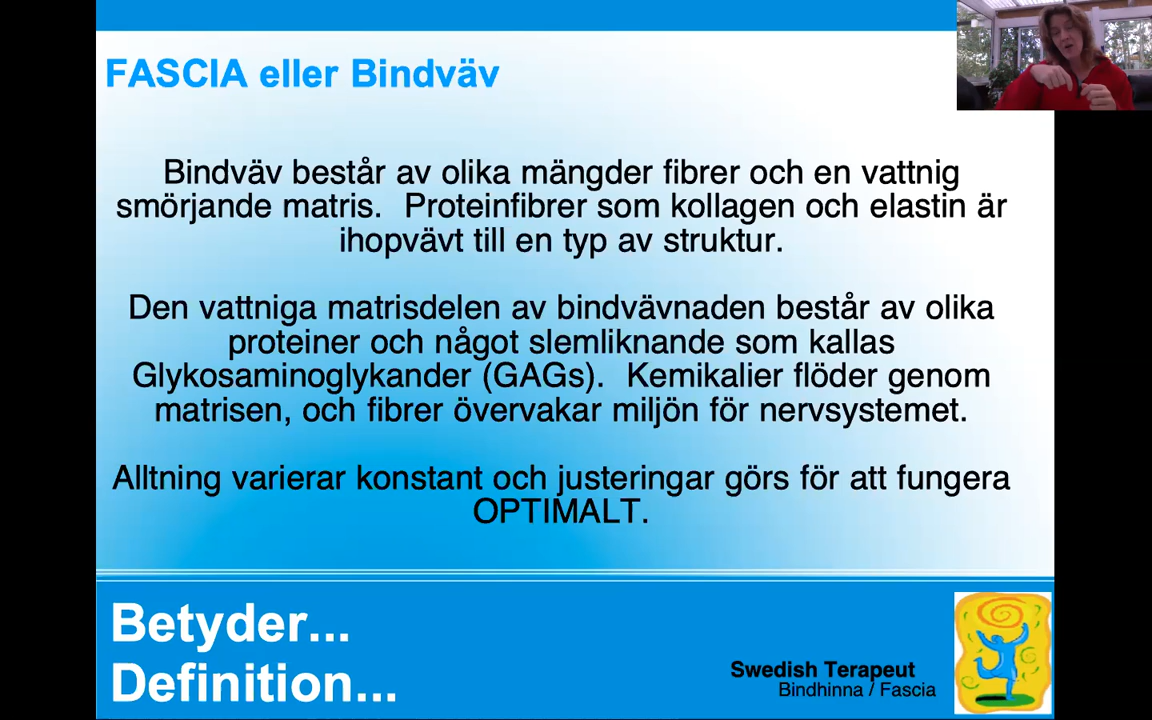 FASCIA eller Bindväv
Bindväv består av olika mängder fibrer och en vattnig
smörjande matris.  Proteinfibrer som kollagen och elastin är
ihopvävt till en typ av struktur.
Den vattniga matrisdelen av bindvävnaden består av olika
proteiner och något slemliknande som kallas
Glykosaminoglykander (GAGs).  Kemikalier flöder genom
matrisen, och fibrer övervakar miljön för nervsystemet.
Alltning varierar konstant och justeringar görs för att fungera
OPTIMALT.
Betyder...
Definition...
Swedish Terapeut
Bindhinna / Fascia